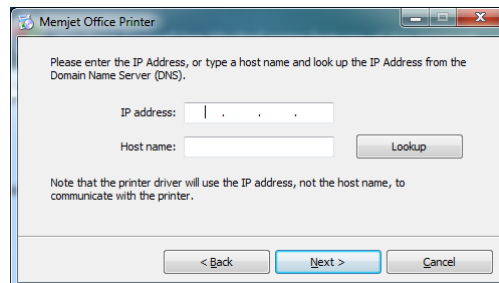 Memjet Office Printer
Please enter the IP Address, or type a host name and look up the IP Address from the
Domain Name Server (DNS).
IP address: . . .
Host name:
Lookup
Note that the printer driver will use the IP address, not the host name, to
communicate with the printer.
< Back Next > Cancel